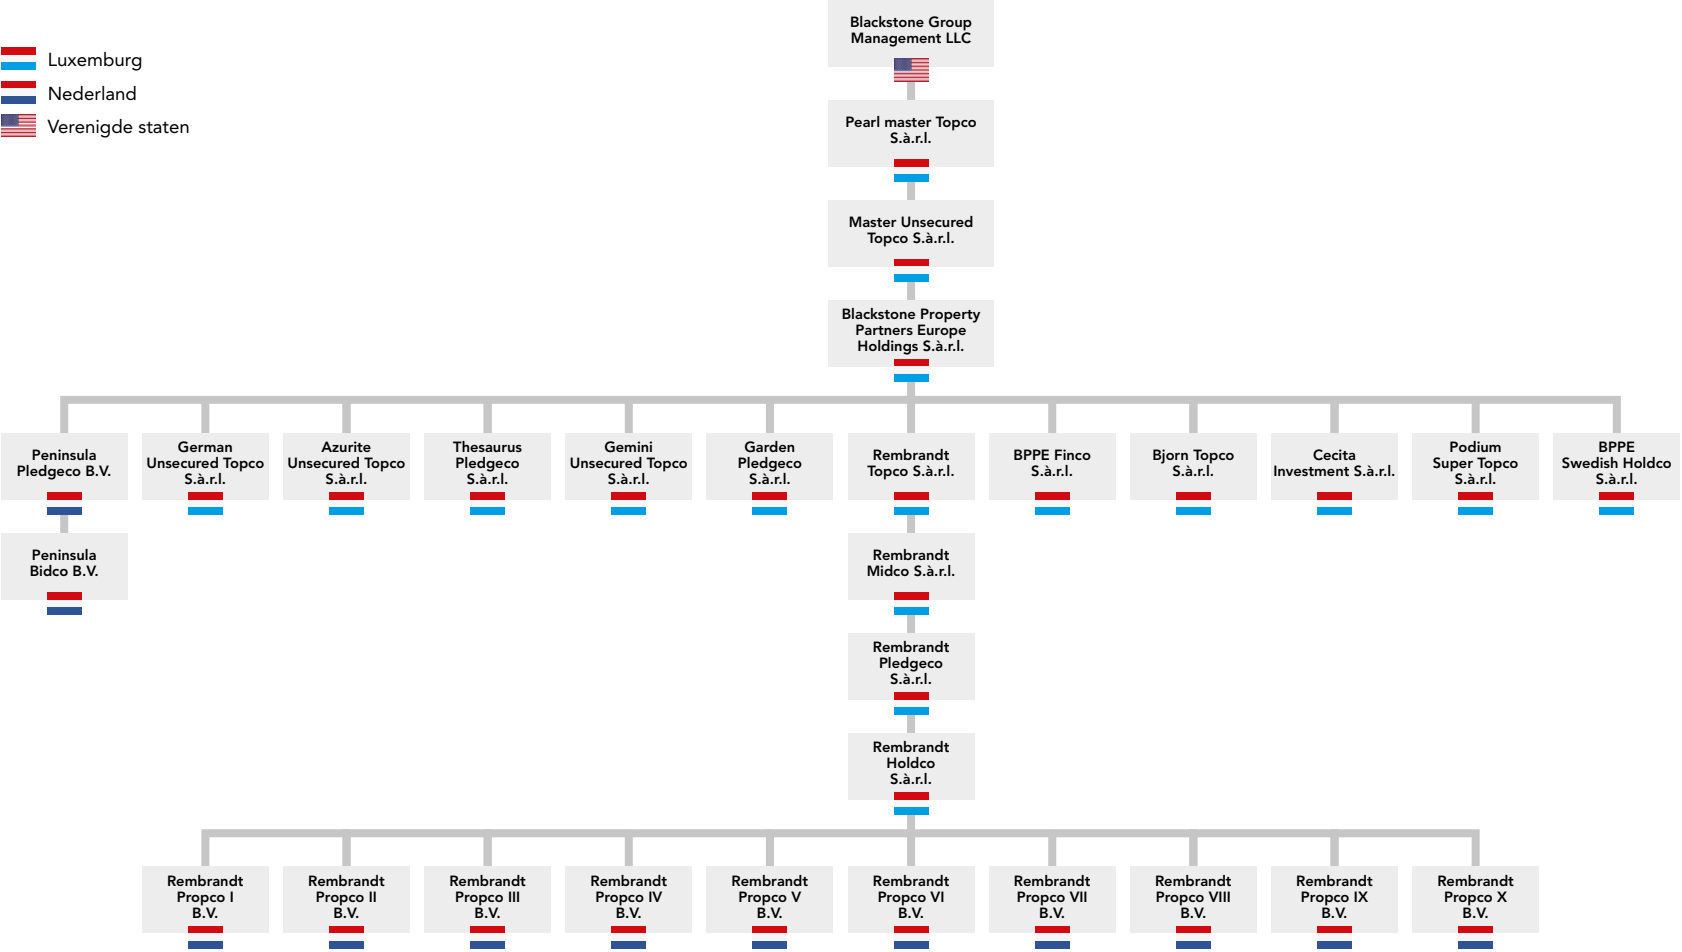 Luxemburg
Nederland
Verenigde staten
Blackstone Group
Management LLC
Pearl master Topco
S.à.r.l.
Master Unsecured
Topco S.à.r.l.
Blackstone Property
Partners Europe
Holdings S.à.r.l.
Peninsula
Pledgeco B.V.
German
Unsecured Topco
S.à.r.l.
Azurite
Unsecured Topco
S.à.r.l.
Thesaurus
Pledgeco
S.à.r.l.
Gemini
Unsecured Topco
S.à.r.l.
Garden
Pledgeco
S.à.r.l.
Rembrandt
Topco S.à.r.l.
BPPE Finco
S.à.r.l.
Bjorn Topco
S.à.r.l.
Cecita
Investment S.à.r.l.
Podium
Super Topco
S.à.r.l.
BPPE
Swedish Holdco
S.à.r.l.
Peninsula
Bidco B.V.
Rembrandt
Midco S.à.r.l.
Rembrandt
Pledgeco
S.à.r.l.
Rembrandt
Holdco
S.à.r.l.
Rembrandt
Propco I
B.V.
Rembrandt
Propco II
B.V.
Rembrandt
Propco III
B.V.
Rembrandt
Propco IV
B.V.
Rembrandt
Propco V
B.V.
Rembrandt
Propco VI
B.V.
Rembrandt
Propco VII
B.V.
Rembrandt
Propco VIII
B.V.
Rembrandt
Propco IX
B.V.
Rembrandt
Propco X
B.V.